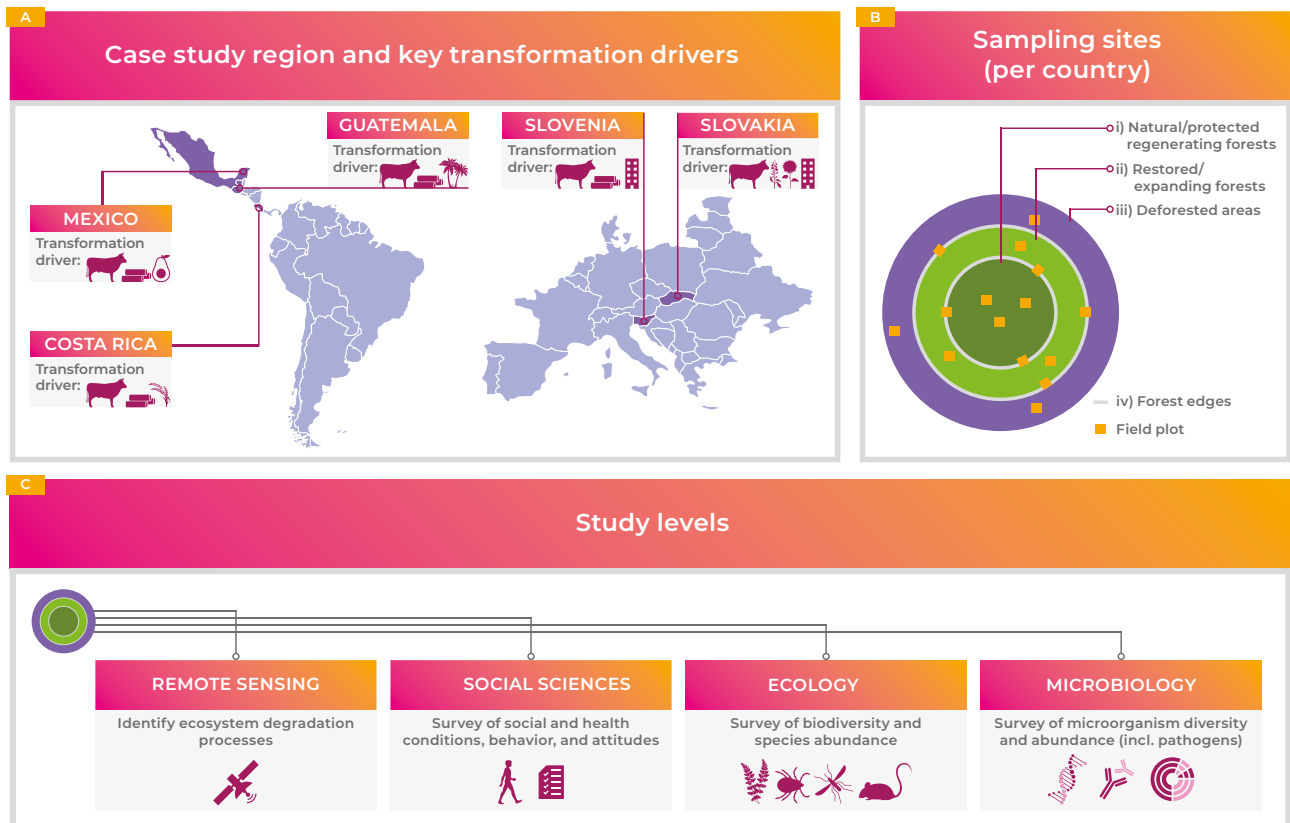 A
Case study region and key transformation drivers
GUATEMALA
Transformation
driver:
SLOVENIA
Transformation
driver:
SLOVAKIA
Transformation
driver:
MEXICO
Transformation
driver:
COSTA RICA
Transformation
driver:
B
Sampling sites
(per country)
i) Natural/protected
regenerating forests
ii) Restored/
expanding forests
iii) Deforested areas
iv) Forest edges
Field plot
C
Study levels
REMOTE SENSING
Identify ecosystem degradation
processes
SOCIAL SCIENCES
Survey of social and health
conditions, behavior, and attitudes
ECOLOGY
Survey of biodiversity and
species abundance
MICROBIOLOGY
Survey of microorganism diversity
and abundance (incl. pathogens)